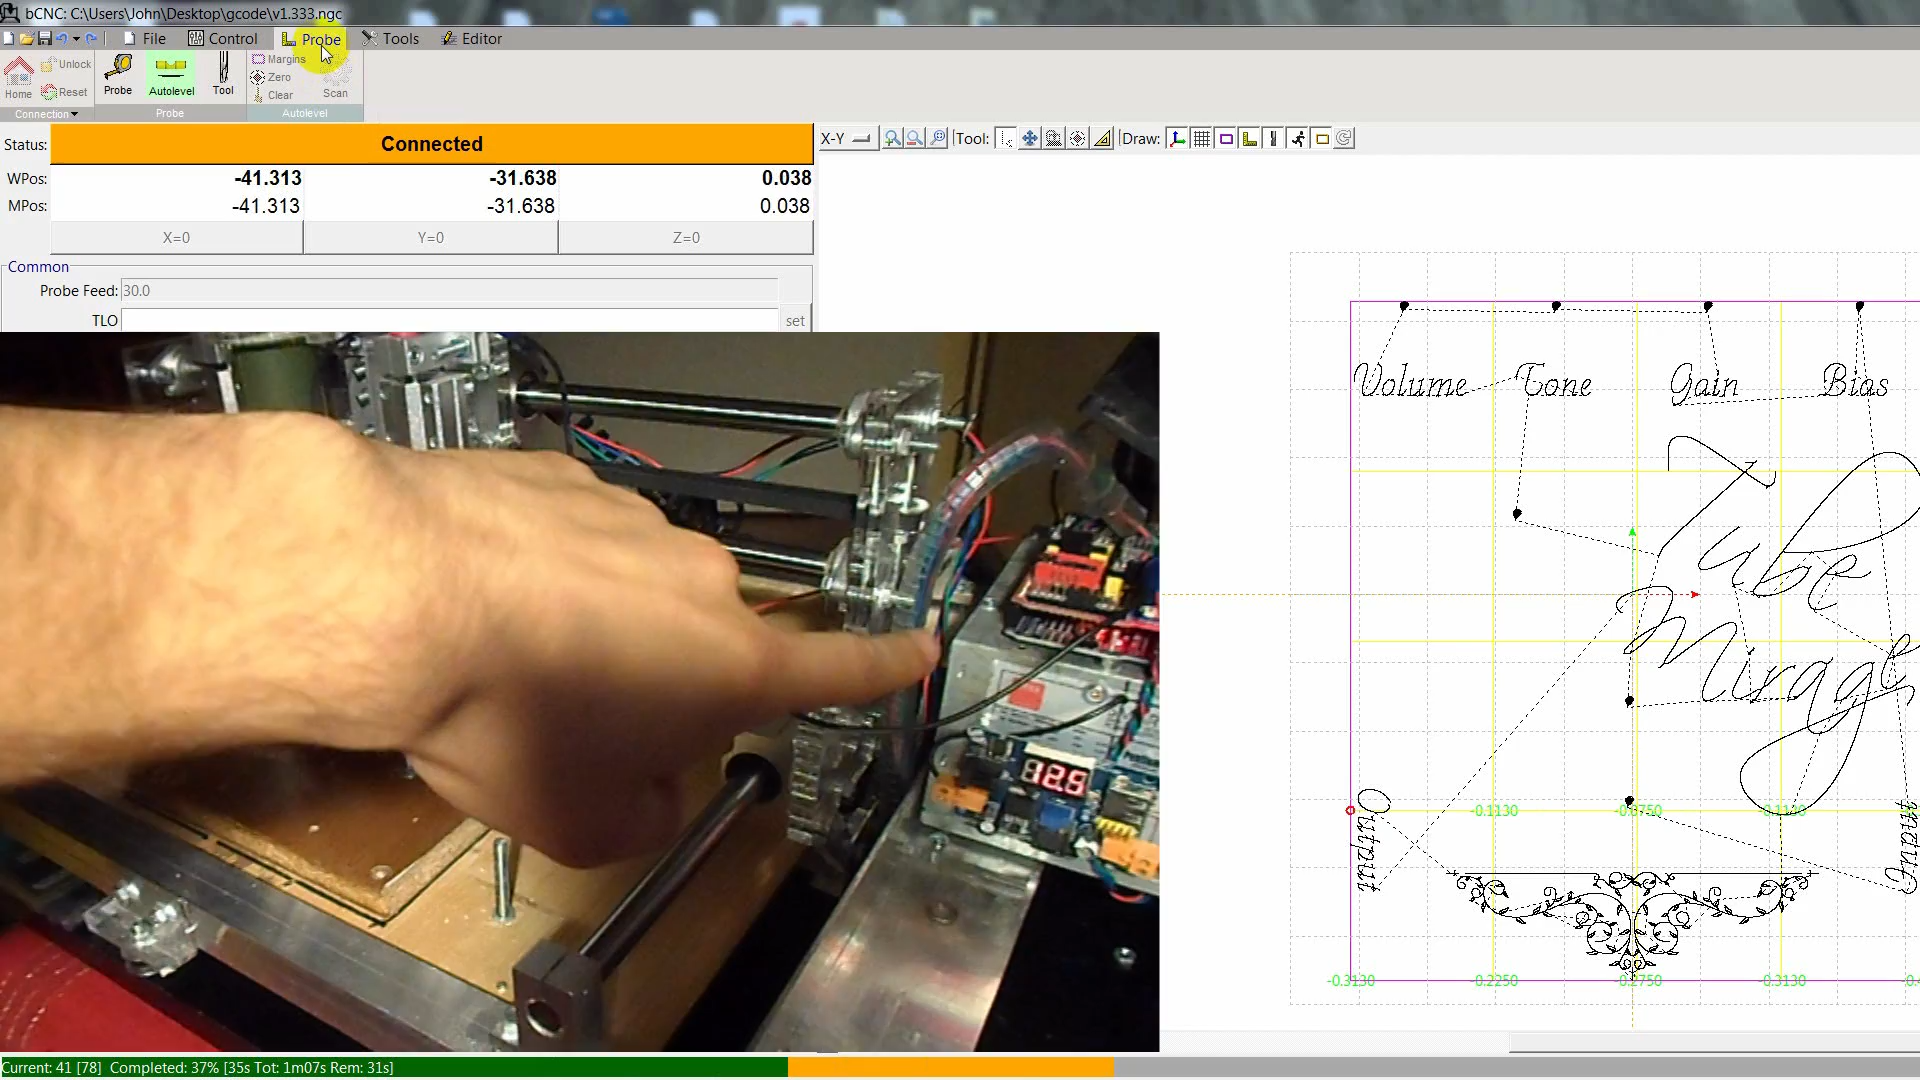 bCNC: C:\Users\John\Desktop\gcode\v1.333.ngc
File Control Probe Tools Editor
Home Unlock Reset Probe Autolevel Tool Margins Zero Clear Scan
Connection Probe Autolevel
Status: Connected
X-Y Tool: Draw:
WPos: -41.313 -31.638 0.038
MPos: -41.313 -31.638 0.038
X=0 Y=0 Z=0
Common
Probe Feed: 30.0
TLO set
Volume Tone Gain Bias
Tube
Mirage
12.9
Output
-0.1130 -0.0750 -0.1130
-0.3130 -0.2250 -0.2750 -0.3130
Current: 41 [78] Completed: 37% [35s Tot: 1m07s Rem: 31s]